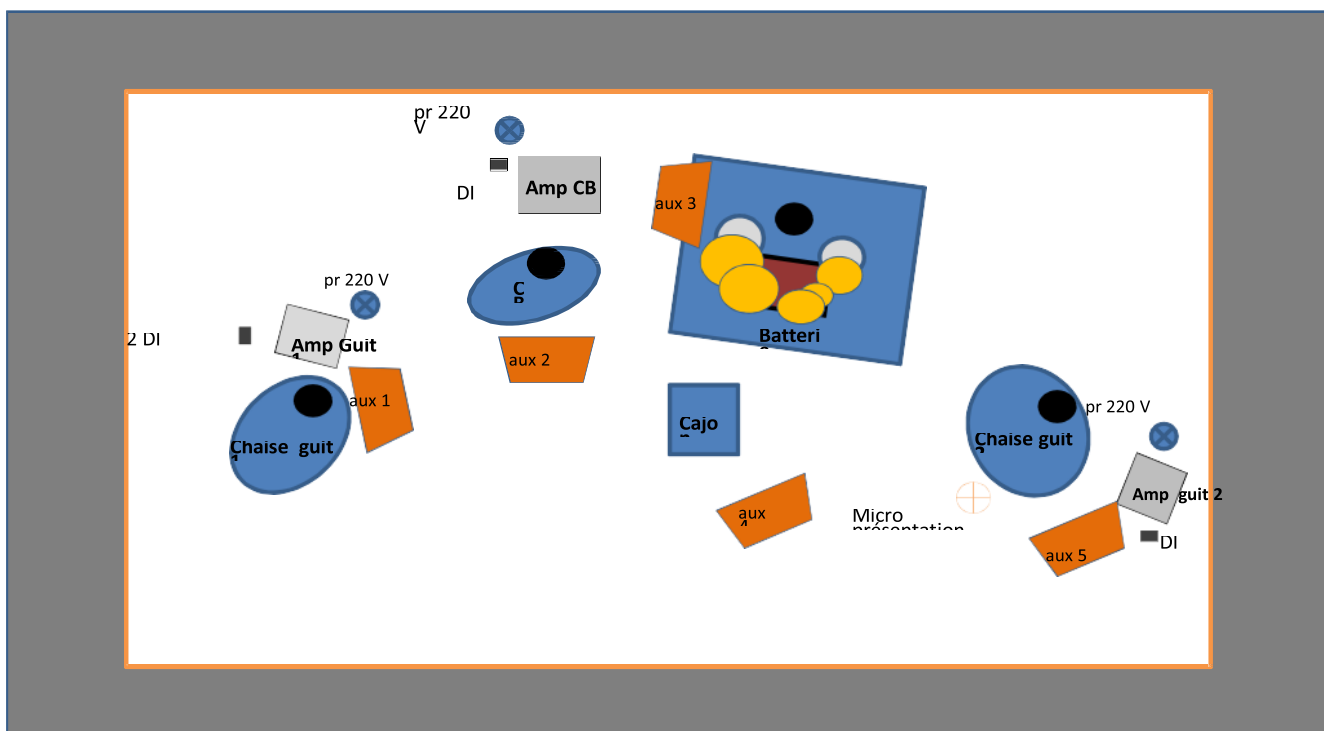 pr 220
V
DI
Amp CB
aux 3
pr 220 V
2 DI
Amp Guit
aux 2
Batteri
aux 1
Chaise guit
Cajo
Chaise guit
pr 220 V
Amp guit 2
aux
Micro
présentation
aux 5
DI